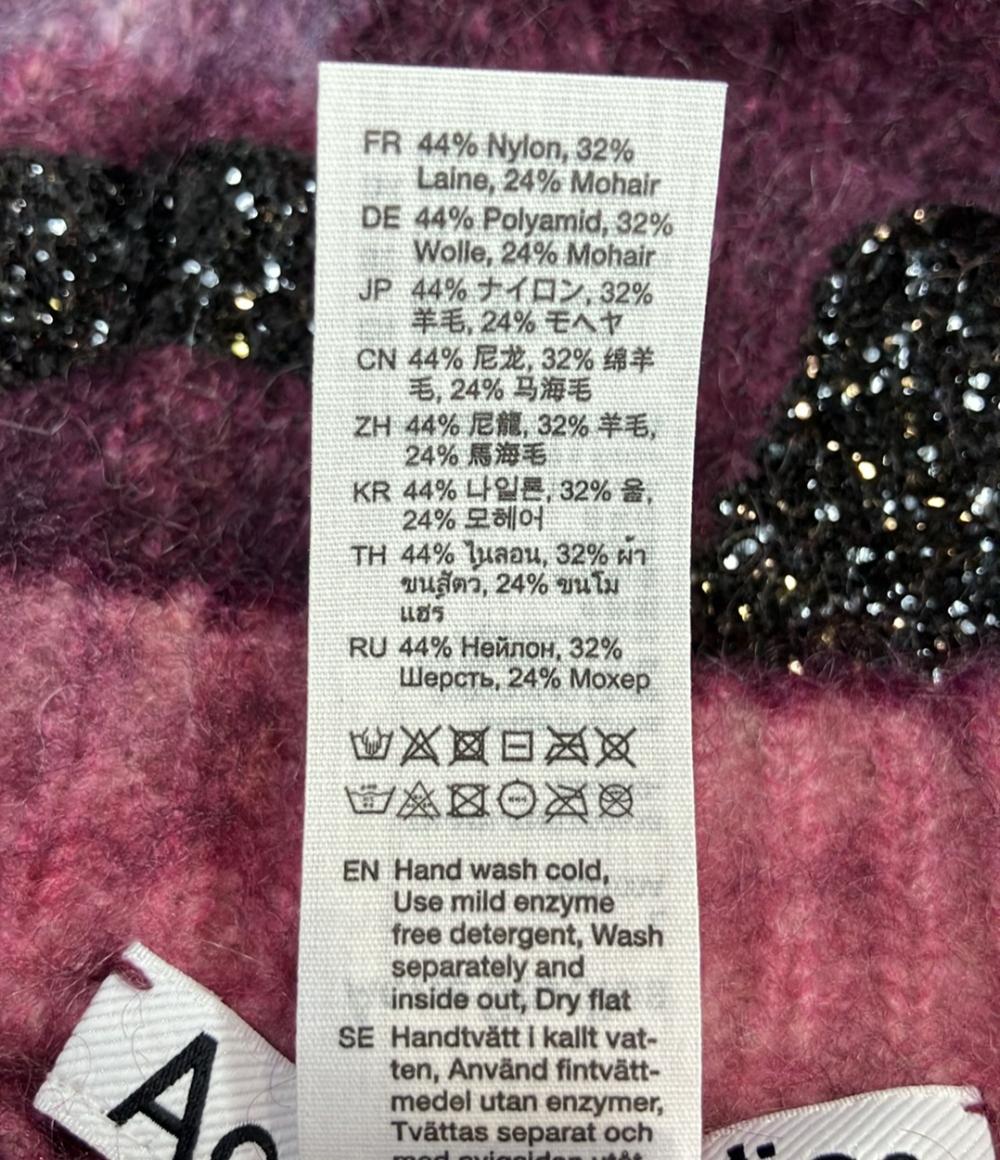 FR 44% Nylon, 32%
Laine, 24% Mohair
DE 44% Polyamid, 32%
Wolle, 24% Mohair
JP 44% ナイロン, 32%
羊毛, 24% モヘヤ
CN 44% 尼龙, 32% 绵羊
毛, 24% 马海毛
ZH 44% 尼龍, 32% 羊毛,
24% 馬海毛
KR 44% 나일론, 32% 울,
24% 모헤어
TH 44% ไนลอน, 32% ผ้า
ขนสัตว, 24% ขนโม
แฮร
RU 44% Нейлон, 32%
Шерсть, 24% Мохер
EN Hand wash cold,
Use mild enzyme
free detergent, Wash
separately and
inside out, Dry flat
SE Handtvätt i kallt vat-
ten, Använd fintvätt-
medel utan enzymer,
Tvättas separat och